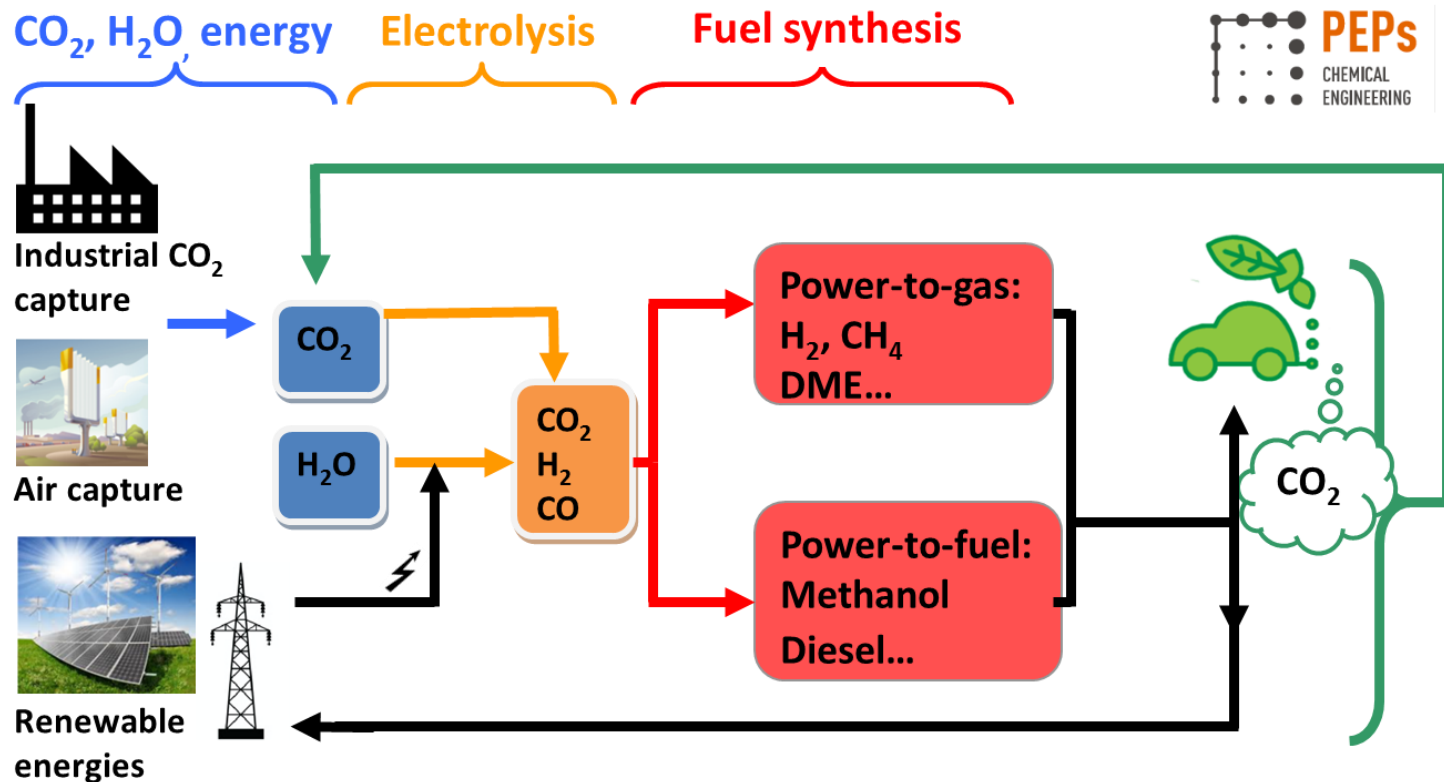 CO₂, H₂O, energy
Electrolysis
Fuel synthesis
PEPs
CHEMICAL
ENGINEERING
Industrial CO₂
capture
Air capture
Renewable
energies
CO₂
H₂O
CO₂
H₂
CO
Power-to-gas:
H₂, CH₄
DME...
Power-to-fuel:
Methanol
Diesel...
CO₂